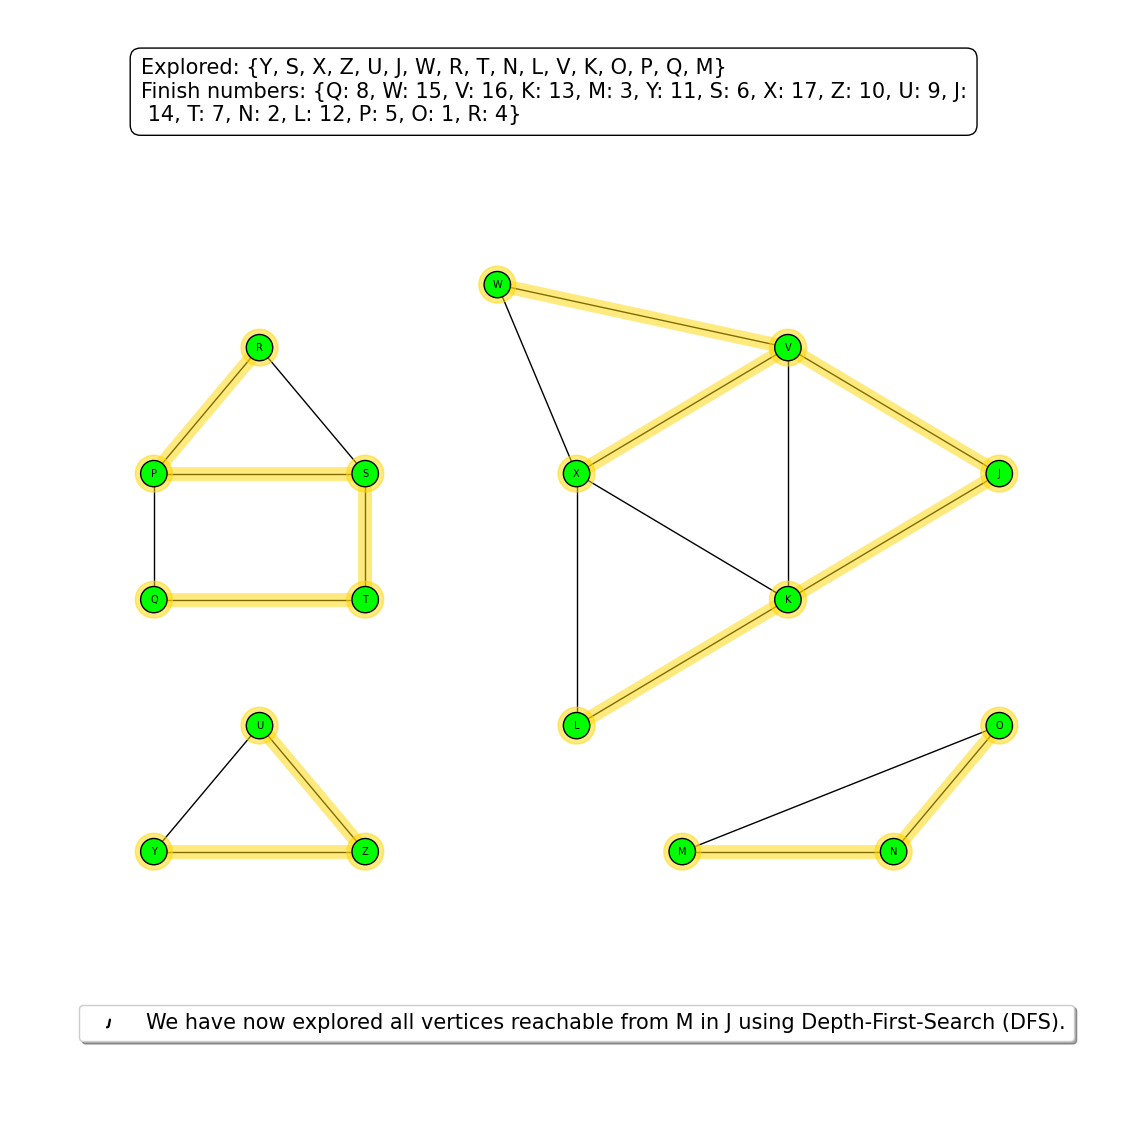 Explored: {Y, S, X, Z, U, J, W, R, T, N, L, V, K, O, P, Q, M}
Finish numbers: {Q: 8, W: 15, V: 16, K: 13, M: 3, Y: 11, S: 6, X: 17, Z: 10, U: 9, J:
14, T: 7, N: 2, L: 12, P: 5, O: 1, R: 4}
W
R
V
P
S
X
J
Q
T
K
U
L
O
Y
Z
M
N
We have now explored all vertices reachable from M in J using Depth-First-Search (DFS).